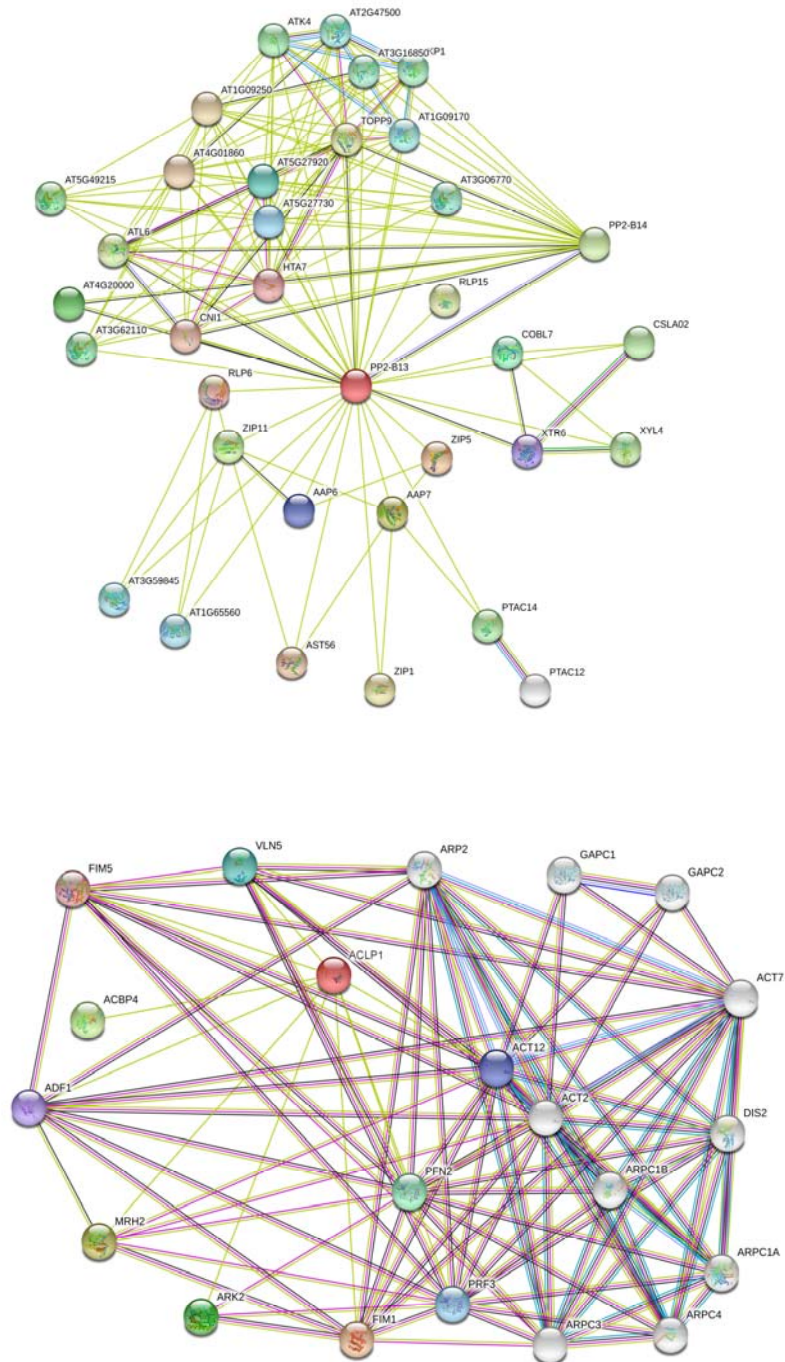 AT2G47500
ATK4
AT3G16850
KP1
AT1G09250
TOPP9
AT1G09170
AT4G01860
AT5G27920
AT5G49215
AT3G06770
AT5G27730
PP2-B14
ATL6
HTA7
AT4G20000
RLP15
CNI1
COBL7
CSLA02
AT3G62110
PP2-B13
RLP6
ZIP11
ZIP5
XTR6
XYL4
AAP6
AAP7
AT3G59845
AT1G65560
PTAC14
AST56
ZIP1
PTAC12
VLN5
ARP2
GAPC1
FIM5
GAPC2
ACLP1
ACT7
ACBP4
ACT12
ADF1
ACT2
DIS2
PFN2
ARPC1B
MRH2
ARPC1A
PRF3
ARK2
FIM1
ARPC3
ARPC4